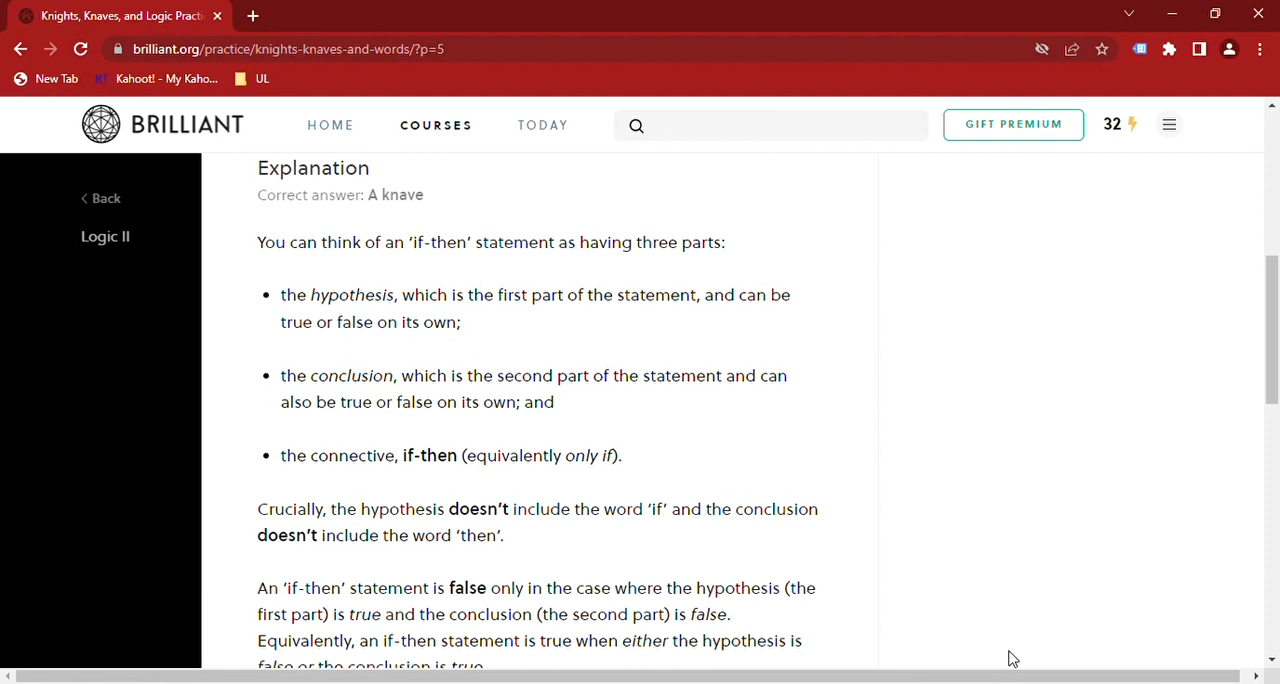 Knights, Knaves, and Logic Practi
brilliant.org/practice/knights-knaves-and-words/?p=5
New Tab
Kahoot! - My Kaho...
UL
BRILLIANT
HOME
COURSES
TODAY
GIFT PREMIUM
32
Back
Logic II
Explanation
Correct answer: A knave
You can think of an ‘if-then’ statement as having three parts:
• the hypothesis, which is the first part of the statement, and can be
true or false on its own;
• the conclusion, which is the second part of the statement and can
also be true or false on its own; and
• the connective, if-then (equivalently only if).
Crucially, the hypothesis doesn’t include the word ‘if’ and the conclusion
doesn’t include the word ‘then’.
An ‘if-then’ statement is false only in the case where the hypothesis (the
first part) is true and the conclusion (the second part) is false.
Equivalently, an if-then statement is true when either the hypothesis is
false or the conclusion is true